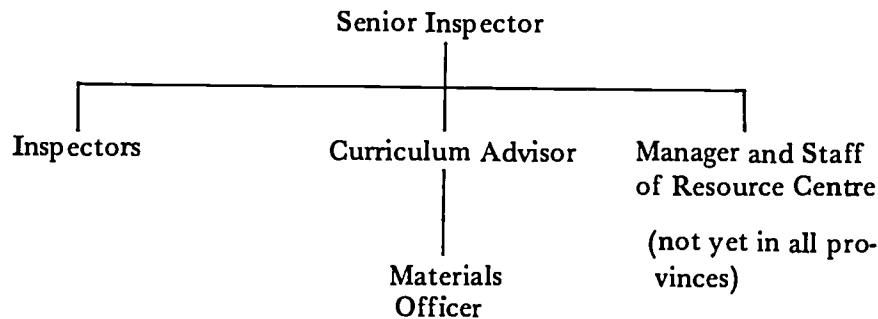 Senior Inspector
Inspectors
Curriculum Advisor
Manager and Staff
of Resource Centre
(not yet in all pro-
vinces)
Materials
Officer